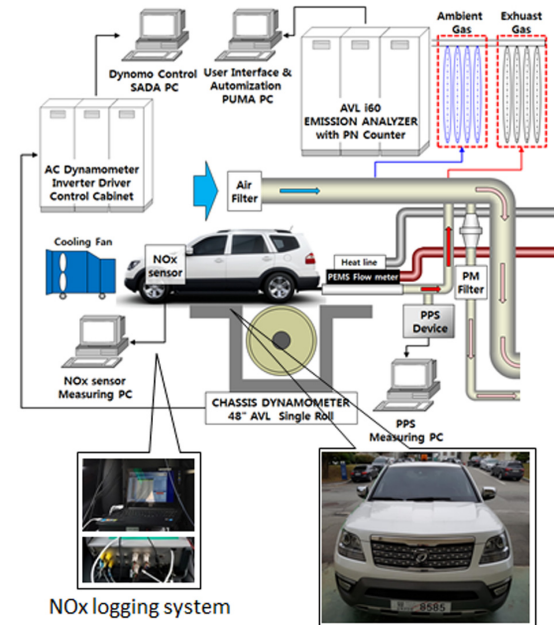 Ambient
Gas
Exhuast
Gas
Dynomo Control
SADA PC
User Interface &
Automization
PUMA PC
AVL i60
EMISSION ANALYZER
with PN Counter
AC Dynamometer
Inverter Driver
Control Cabinet
Air
Filter
Cooling Fan
NOx
sensor
Heat line
PEMS Flow meter
PM
Filter
PPS
Device
NOx sensor
Measuring PC
CHASSIS DYNAMOMETER
48" AVL Single Roll
PPS
Measuring PC
8585
NOx logging system